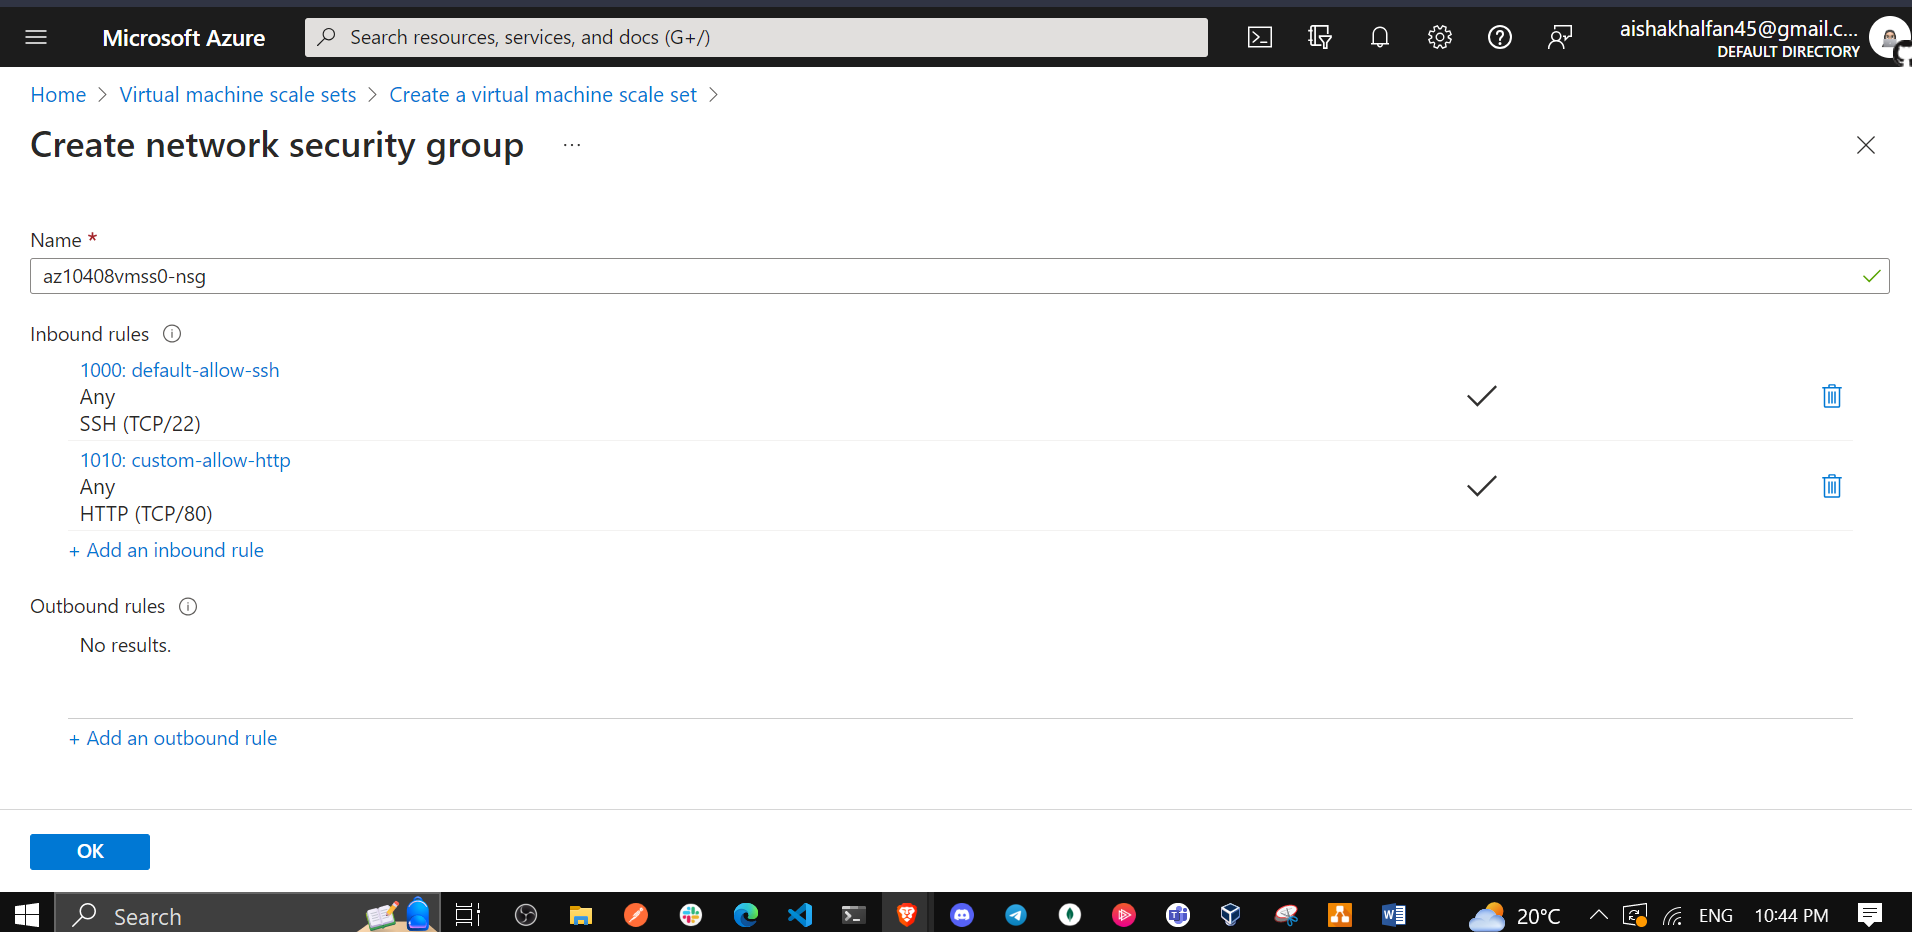 Microsoft Azure
Search resources, services, and docs (G+/)
aishakhalfan45@gmail.c...
DEFAULT DIRECTORY
Home > Virtual machine scale sets > Create a virtual machine scale set >
Create network security group ...
Name *
az10408vmss0-nsg
Inbound rules
1000: default-allow-ssh
Any
SSH (TCP/22)
1010: custom-allow-http
Any
HTTP (TCP/80)
+ Add an inbound rule
Outbound rules
No results.
+ Add an outbound rule
OK
Search
20°C
ENG
10:44 PM